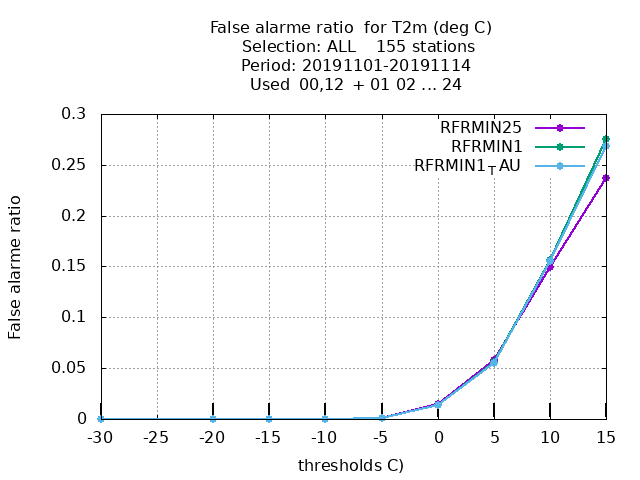 False alarme ratio  for T2m (deg C)
Selection: ALL    155 stations
Period: 20191101-20191114
Used  00,12  + 01 02 ... 24
RFRMIN25
RFRMIN1
RFRMIN1TAU
False alarme ratio
0.3
0.25
0.2
0.15
0.1
0.05
0
-30 -25 -20 -15 -10 -5 0 5 10 15
thresholds C)